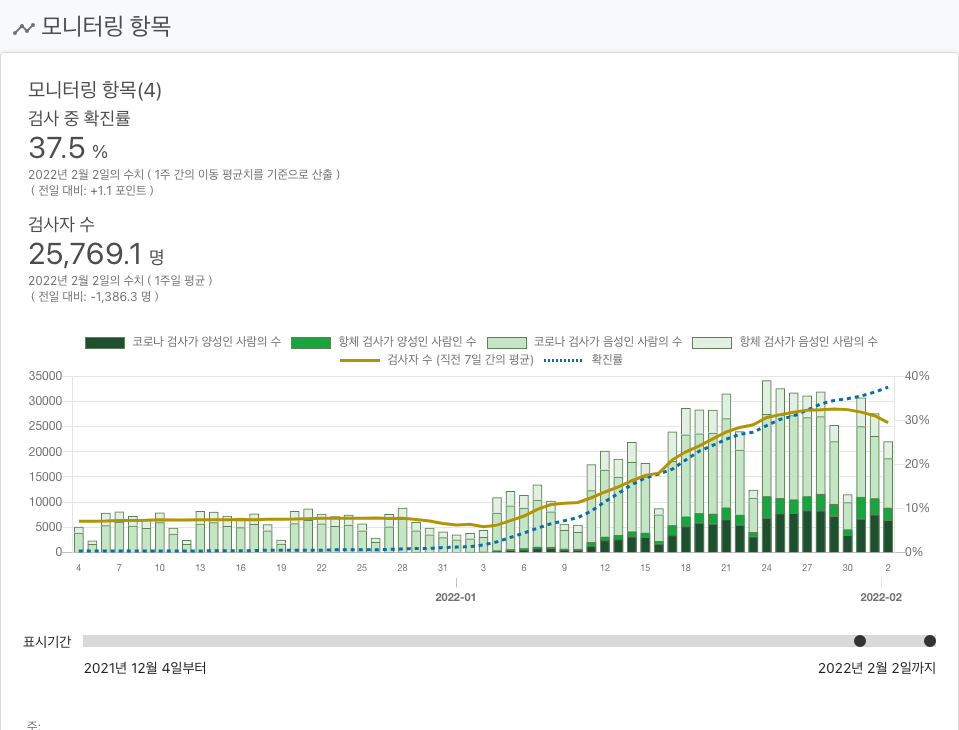 모니터링 항목
모니터링 항목(4)
검사 중 확진률
37.5 %
2022년 2월 2일의 수치 ( 1주 간의 이동 평균치를 기준으로 산출 )
( 전일 대비: +1.1 포인트 )
검사자 수
25,769.1 명
2022년 2월 2일의 수치 ( 1주일 평균 )
( 전일 대비: -1,386.3 명 )
코로나 검사가 양성인 사람의 수 항체 검사가 양성인 사람인 수 코로나 검사가 음성인 사람의 수 항체 검사가 음성인 사람의 수
검사자 수 (직전 7일 간의 평균) 확진률
35000 40%
30000
25000 30%
20000
20%
15000
10000 10%
5000
0 0%
4 7 10 13 16 19 22 25 28 31 3 6 9 12 15 18 21 24 27 30 2
2022-01 2022-02
표시기간
2021년 12월 4일부터 2022년 2월 2일까지
주: